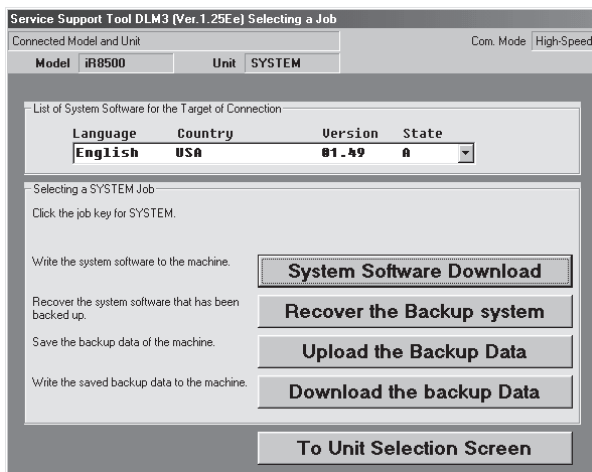 Service Support Tool DLM3 (Ver.1.25Ee) Selecting a Job
Connected Model and Unit
Com. Mode High-Speed
Model iR8500 Unit SYSTEM
List of System Software for the Target of Connection
Language Country Version State
English USA 01.49 A
Selecting a SYSTEM Job
Click the job key for SYSTEM.
Write the system software to the machine.
System Software Download
Recover the system software that has been
backed up.
Recover the Backup system
Save the backup data of the machine.
Upload the Backup Data
Write the saved backup data to the machine.
Download the backup Data
To Unit Selection Screen